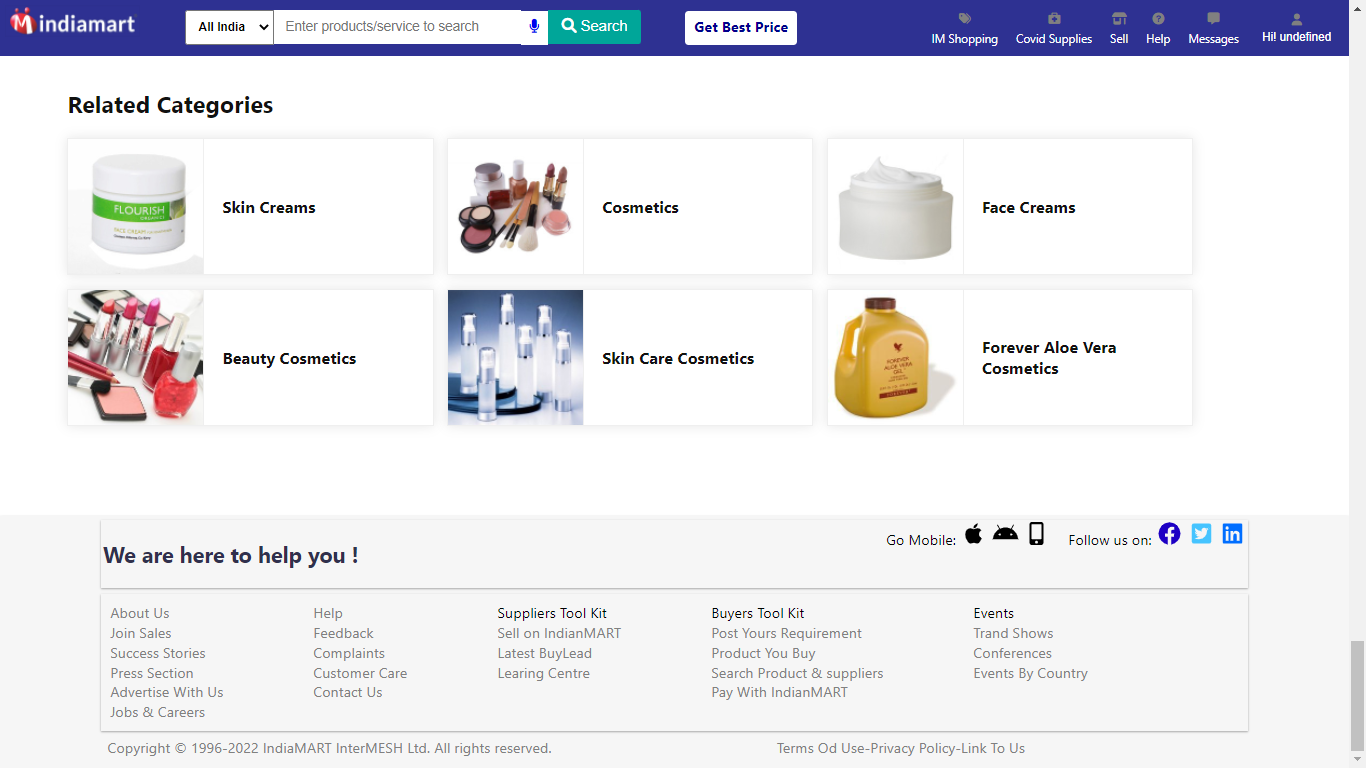 indiamart
All India
Enter products/service to search
Search
Get Best Price
IM Shopping
Covid Supplies
Sell
Help
Messages
Hi! undefined
Related Categories
FLOURISH
ORGANICS
FACE CREAM
Skin Creams
Cosmetics
Face Creams
Beauty Cosmetics
Skin Care Cosmetics
FOREVER
ALOE VERA
GEL
Forever Aloe Vera
Cosmetics
We are here to help you !
Go Mobile:
Follow us on:
About Us
Join Sales
Success Stories
Press Section
Advertise With Us
Jobs & Careers
Help
Feedback
Complaints
Customer Care
Contact Us
Suppliers Tool Kit
Sell on IndianMART
Latest BuyLead
Learing Centre
Buyers Tool Kit
Post Yours Requirement
Product You Buy
Search Product & suppliers
Pay With IndianMART
Events
Trand Shows
Conferences
Events By Country
Copyright © 1996-2022 IndiaMART InterMESH Ltd. All rights reserved.
Terms Od Use-Privacy Policy-Link To Us